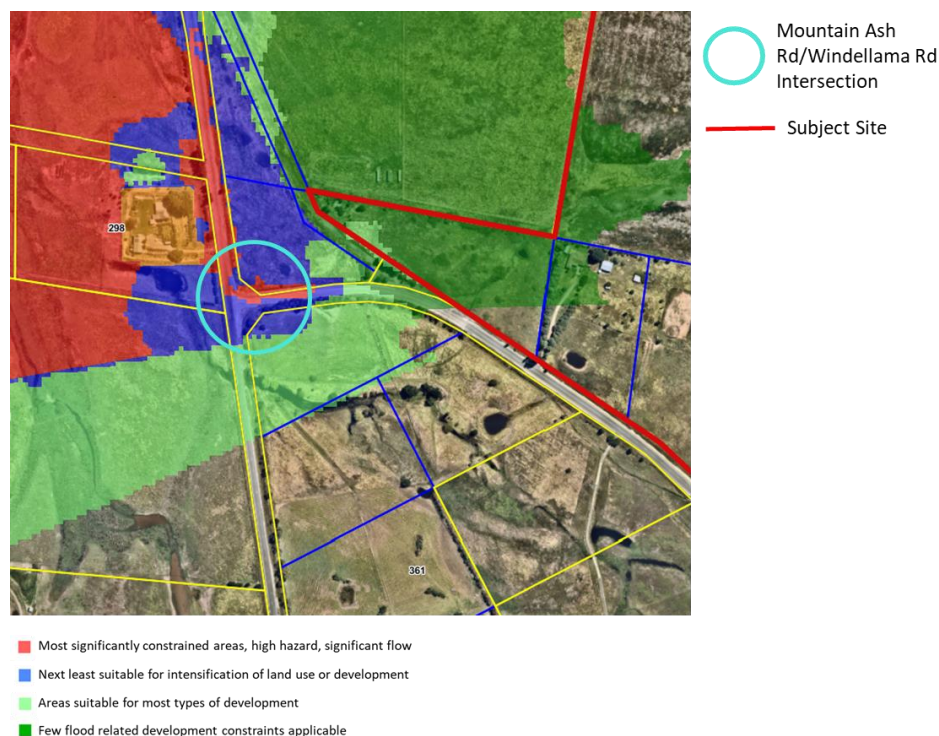 Mountain Ash
Rd/Windellama Rd
Intersection
Subject Site
298
361
Most significantly constrained areas, high hazard, significant flow
Next least suitable for intensification of land use or development
Areas suitable for most types of development
Few flood related development constraints applicable